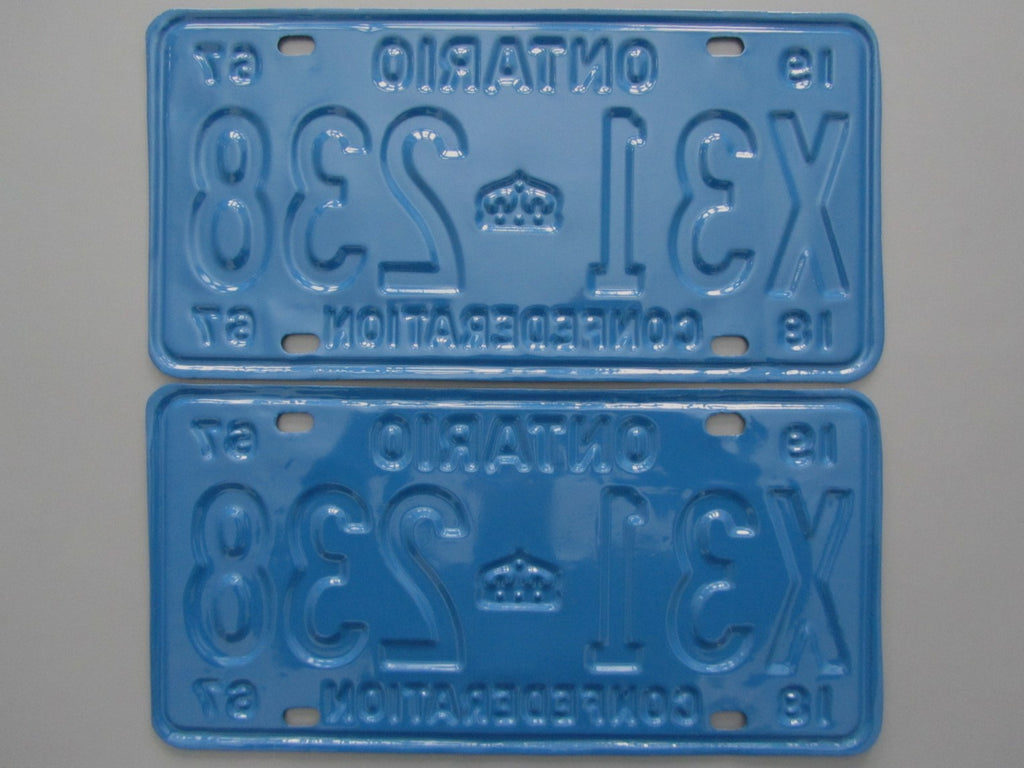 19 ONTARIO 67
X31 238
18 CONFEDERATION 67
19 ONTARIO 67
X31 238
18 CONFEDERATION 67